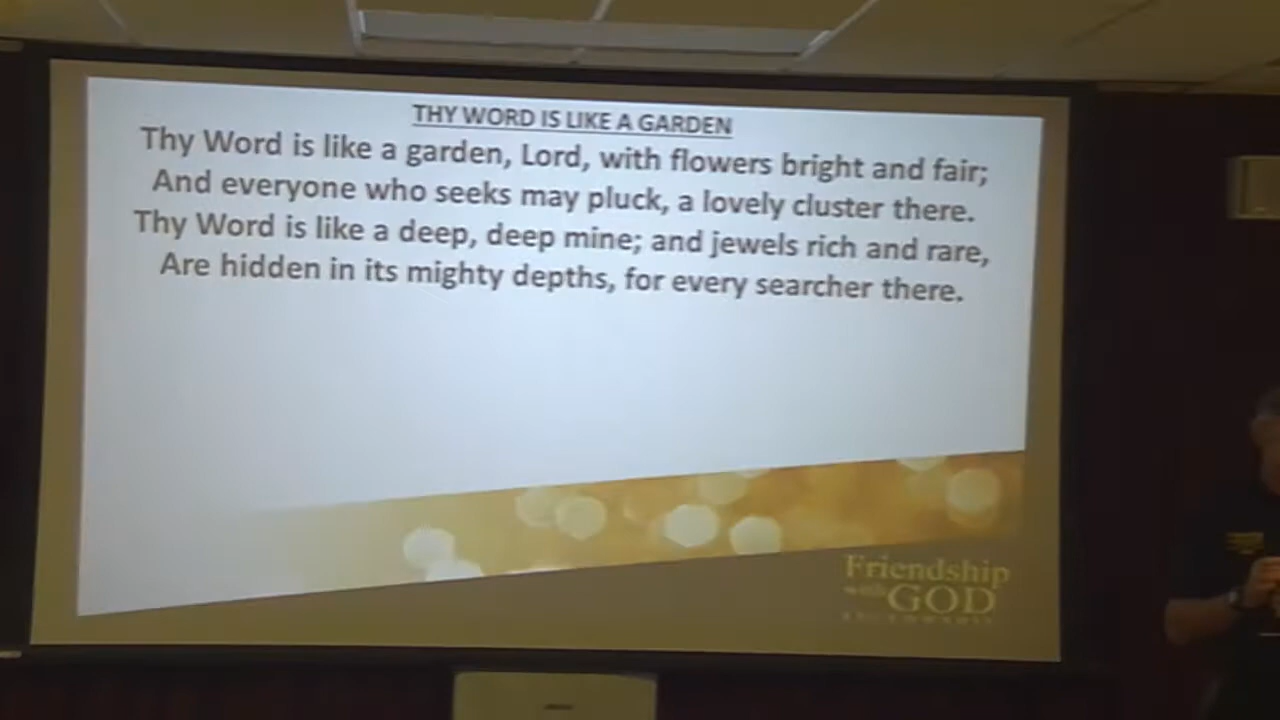 THY WORD IS LIKE A GARDEN
Thy Word is like a garden, Lord, with flowers bright and fair;
And everyone who seeks may pluck, a lovely cluster there.
Thy Word is like a deep, deep mine; and jewels rich and rare,
Are hidden in its mighty depths, for every searcher there.
Friendship
with
GOD